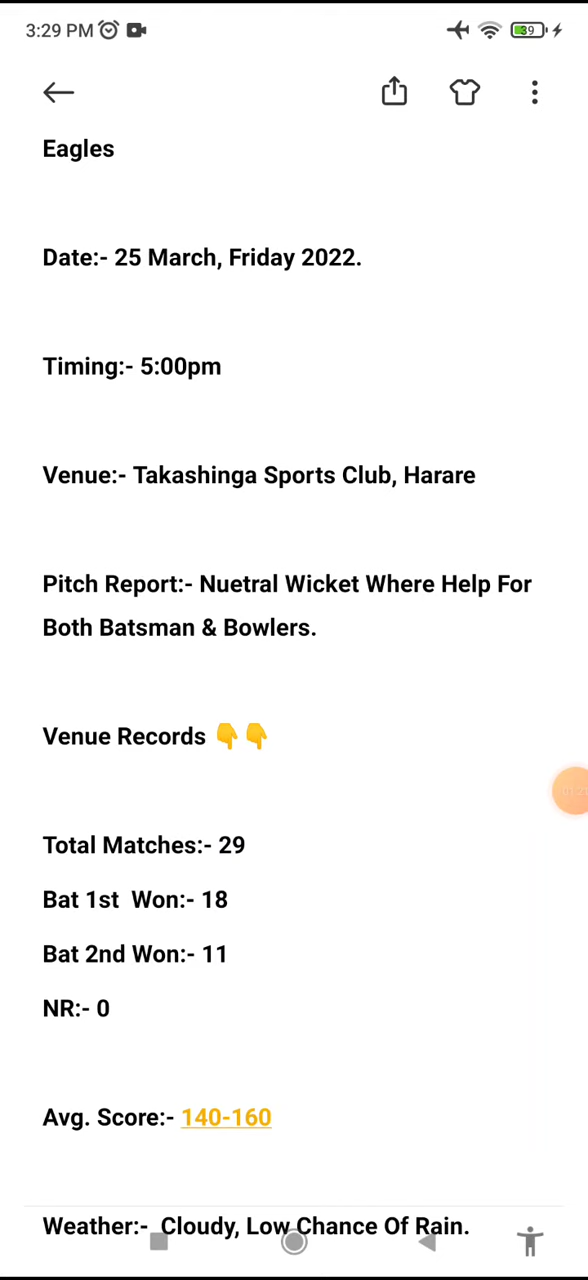 3:29 PM
39
Eagles
Date:- 25 March, Friday 2022.
Timing:- 5:00pm
Venue:- Takashinga Sports Club, Harare
Pitch Report:- Nuetral Wicket Where Help For
Both Batsman & Bowlers.
Venue Records 👇👇
Total Matches:- 29
Bat 1st Won:- 18
Bat 2nd Won:- 11
NR:- 0
Avg. Score:- 140-160
Weather:- Cloudy, Low Chance Of Rain.